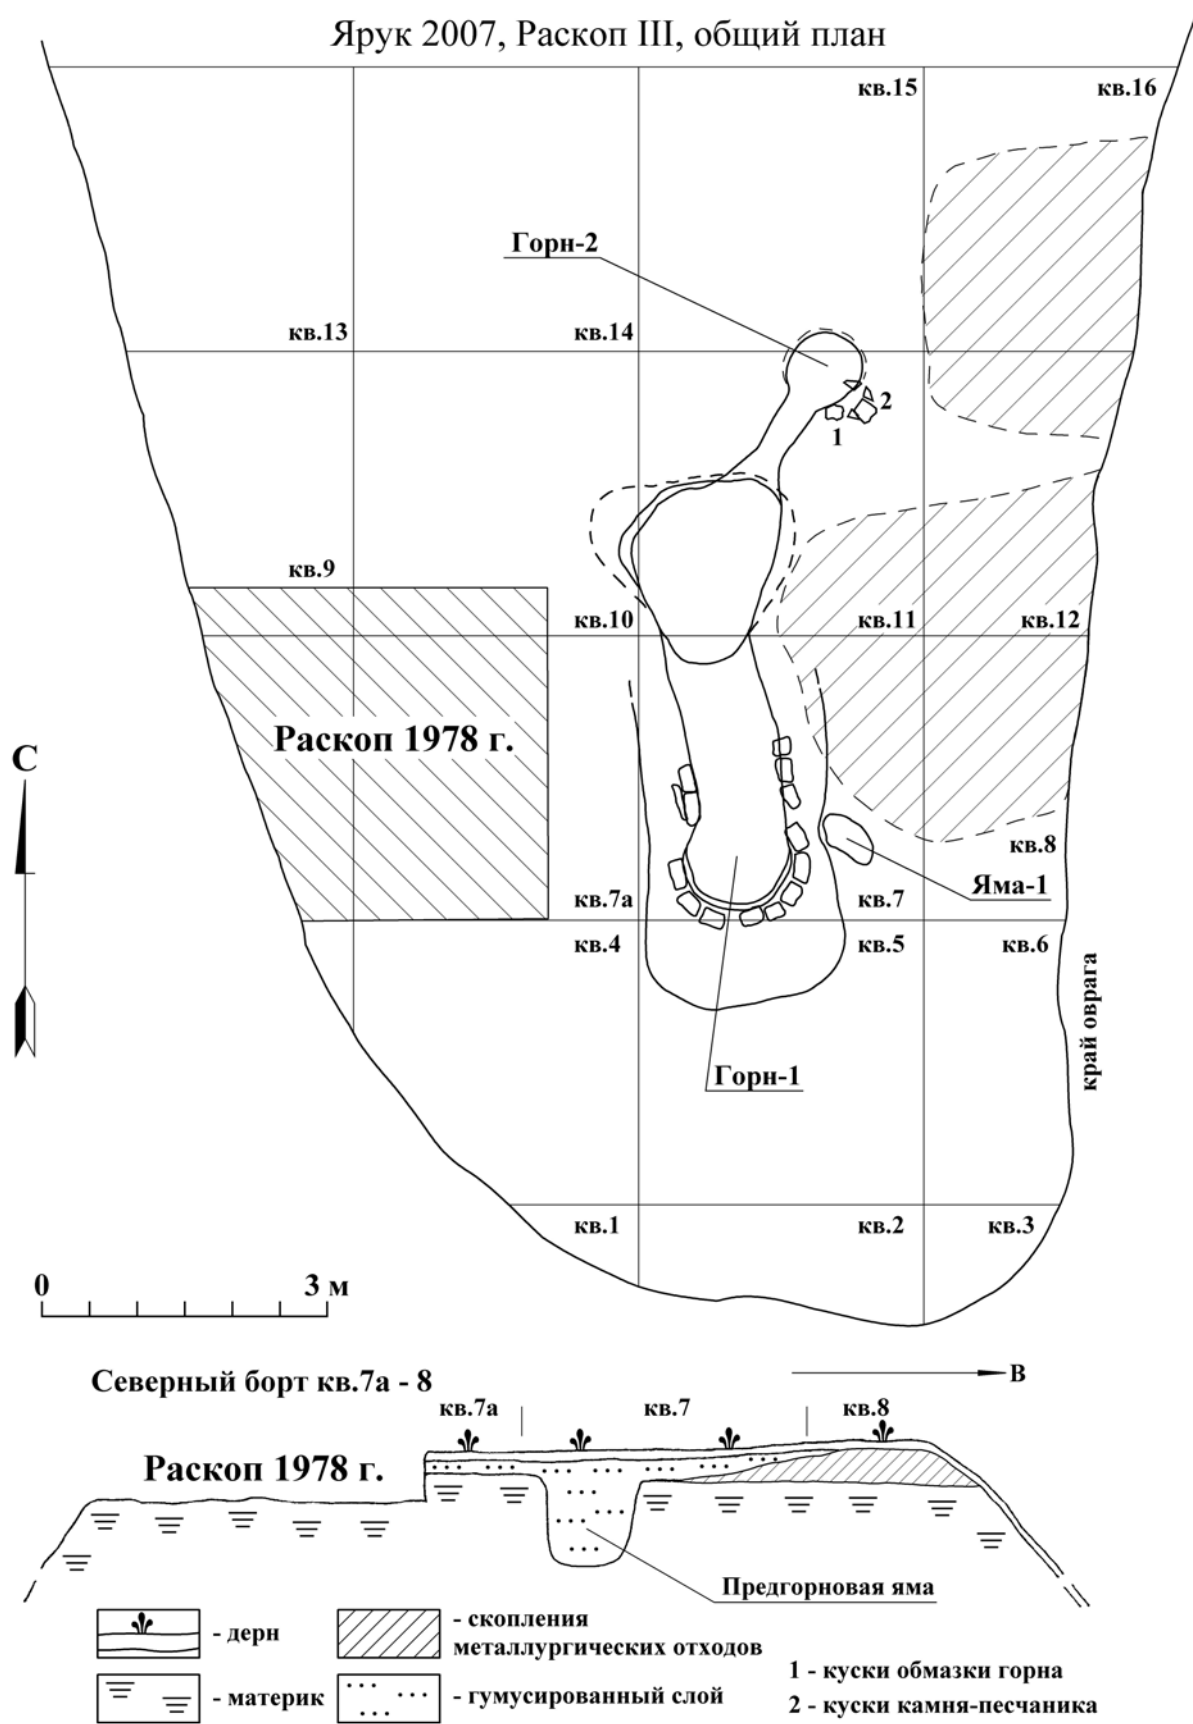 Ярук 2007, Раскоп III, общий план
кв.15
кв.16
Горн-2
кв.13
кв.14
2
1
кв.9
кв.10
кв.11
кв.12
Раскоп 1978 г.
С
кв.8
Яма-1
кв.7а
кв.7
кв.4
кв.5
кв.6
край оврага
Горн-1
кв.1
кв.2
кв.3
0
3 м
Северный борт кв.7а - 8
В
кв.7а
кв.7
кв.8
Раскоп 1978 г.
Предгорновая яма
- дерн
- скопления
металлургических отходов
- материк
- гумусированный слой
1 - куски обмазки горна
2 - куски камня-песчаника